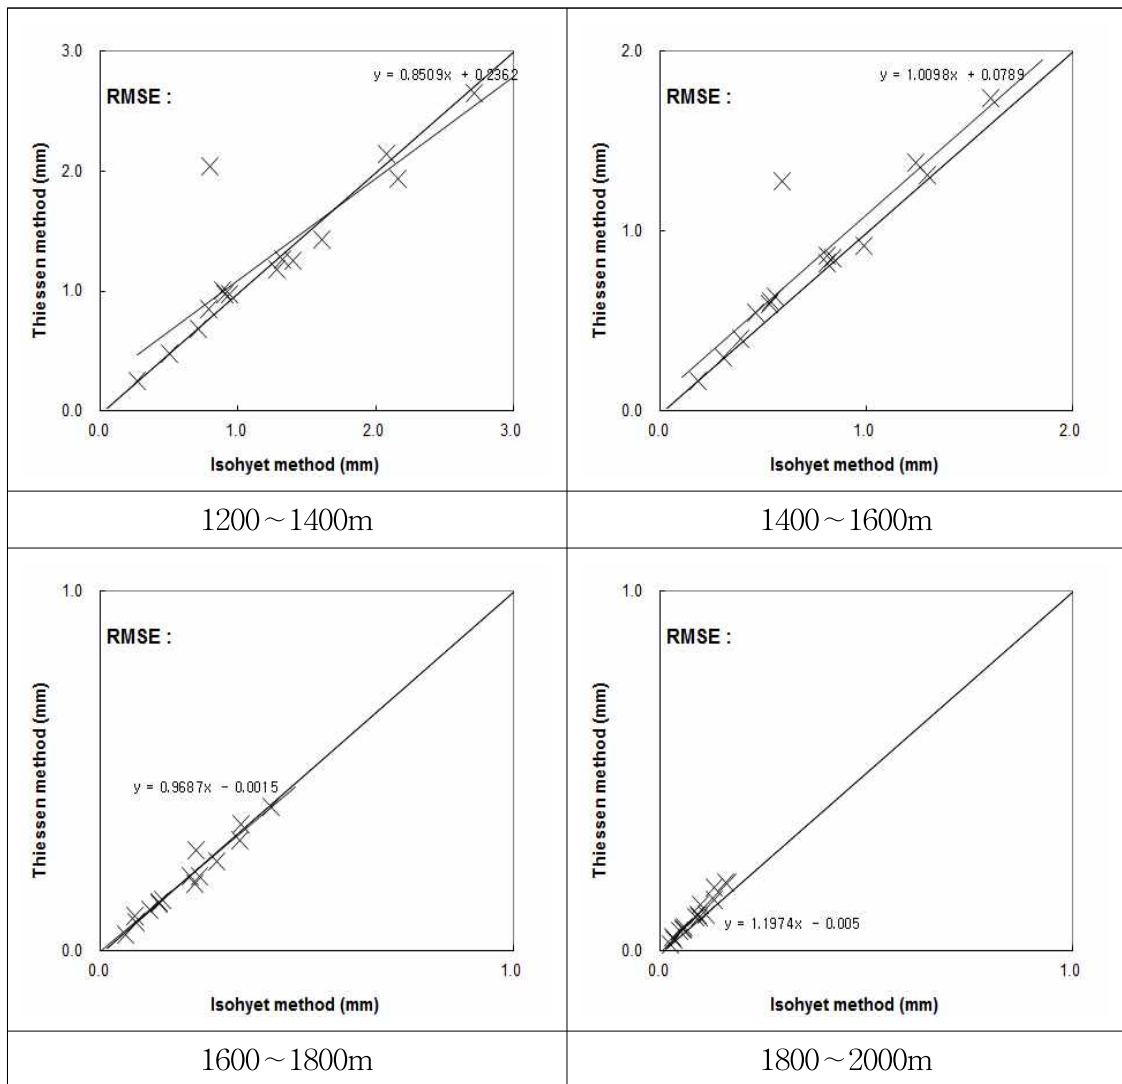 3.0
y = 0.8509x + 0.2362
RMSE :
2.0
1.0
0.0
0.0 1.0 2.0 3.0
Thiessen method (mm)
Isohyet method (mm)
2.0
y = 1.0098x + 0.0789
RMSE :
1.0
0.0
0.0 1.0 2.0
Thiessen method (mm)
Isohyet method (mm)
1200～1400m
1400～1600m
1.0
RMSE :
y = 0.9687x - 0.0015
0.0
0.0 1.0
Thiessen method (mm)
Isohyet method (mm)
1.0
RMSE :
y = 1.1974x - 0.005
0.0
0.0 1.0
Thiessen method (mm)
Isohyet method (mm)
1600～1800m
1800～2000m